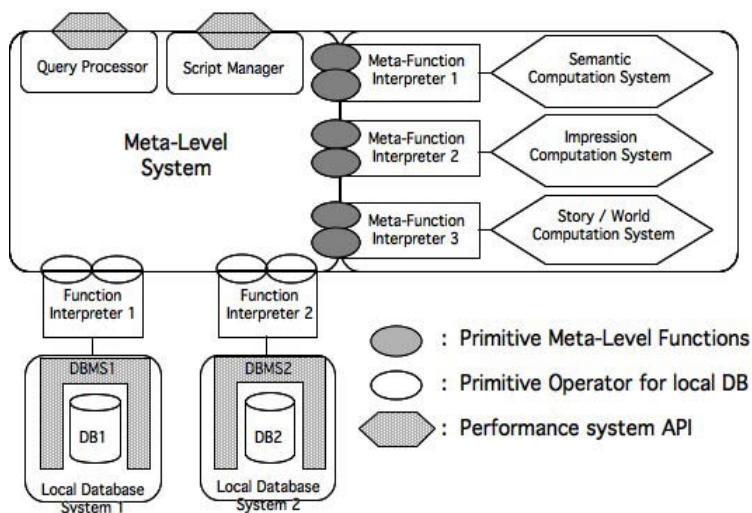 Query Processor
Script Manager
Meta-Level
System
Meta-Function
Interpreter 1
Semantic
Computation System
Meta-Function
Interpreter 2
Impression
Computation System
Meta-Function
Interpreter 3
Story / World
Computation System
Function
Interpreter 1
Function
Interpreter 2
DBMS1
DB1
Local Database
System 1
DBMS2
DB2
Local Database
System 2
: Primitive Meta-Level Functions
: Primitive Operator for local DB
: Performance system API